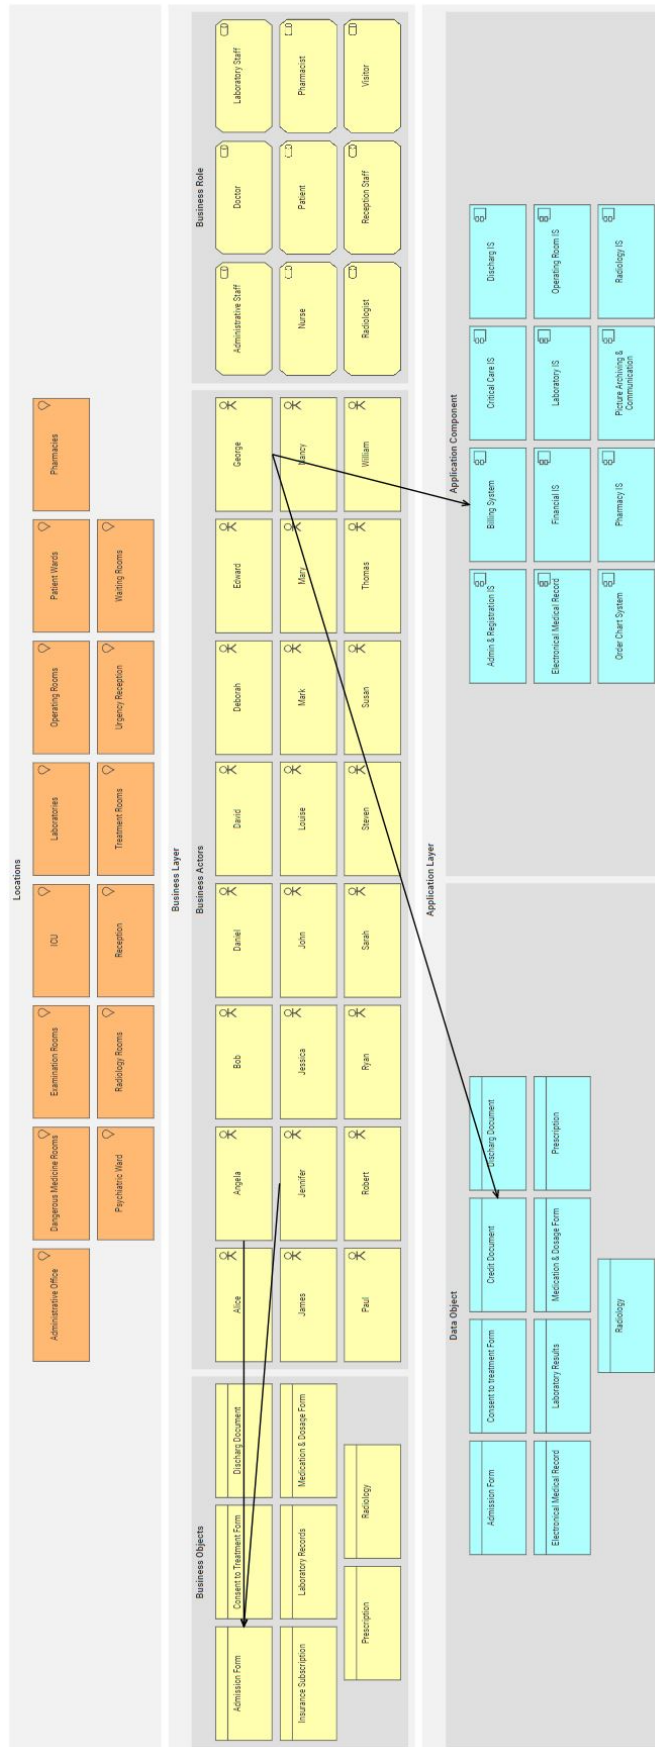 Locations
Administrative Office
Dangerous Medicine Rooms
Examination Rooms
ICU
Laboratories
Operating Rooms
Patient Wards
Pharmacies
Psychiatric Ward
Radiology Rooms
Reception
Treatment Rooms
Urgency Reception
Waiting Rooms
Business Layer
Business Objects
Admission Form
Consent to Treatment Form
Discharg Document
Insurance Subscription
Laboratory Records
Medication & Dosage Form
Prescription
Radiology
Business Actors
Alice
Angela
Bob
Daniel
David
Deborah
Edward
George
James
Jennifer
Jessica
John
Louise
Mark
Mary
Nancy
Paul
Robert
Ryan
Sarah
Steven
Susan
Thomas
William
Business Role
Administrative Staff
Doctor
Laboratory Staff
Nurse
Patient
Pharmacist
Radiologist
Reception Staff
Visitor
Application Layer
Data Object
Admission Form
Consent to treatment Form
Credit Document
Discharg Document
Electronical Medical Record
Laboratory Results
Medication & Dosage Form
Prescription
Radiology
Application Component
Admin & Registration IS
Billing System
Critical Care IS
Discharg IS
Electronical Medical Record
Financial IS
Laboratory IS
Operating Room IS
Order Chart System
Pharmacy IS
Picture Archiving &
Communication
Radiology IS